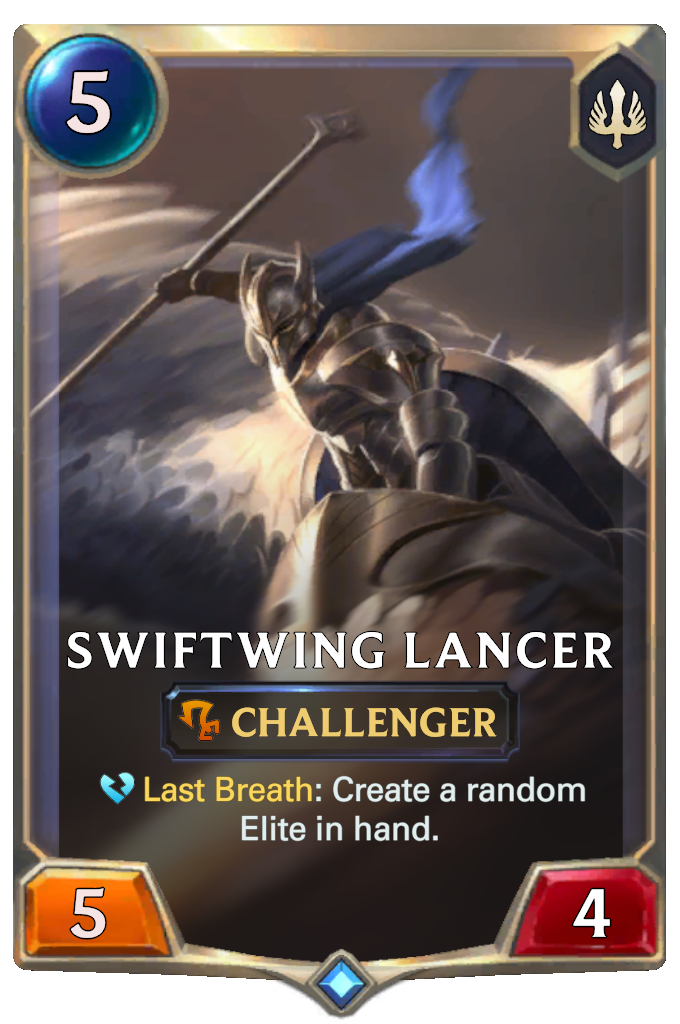 5
SWIFTWING LANCER
CHALLENGER
Last Breath: Create a random
Elite in hand.
5
4